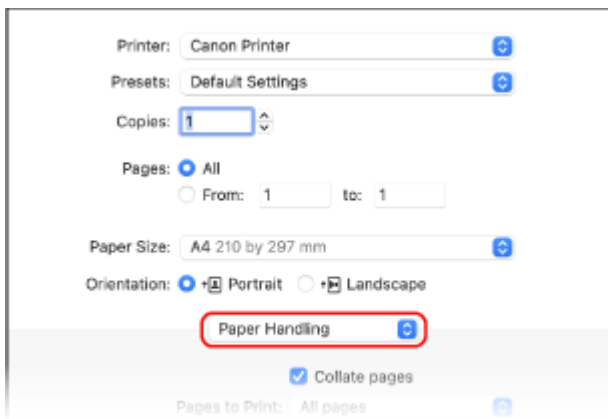 Printer: Canon Printer
Presets: Default Settings
Copies: 1
Pages: All
From: 1 to: 1
Paper Size: A4 210 by 297 mm
Orientation: Portrait Landscape
Paper Handling
Collate pages
Pages to Print: All pages